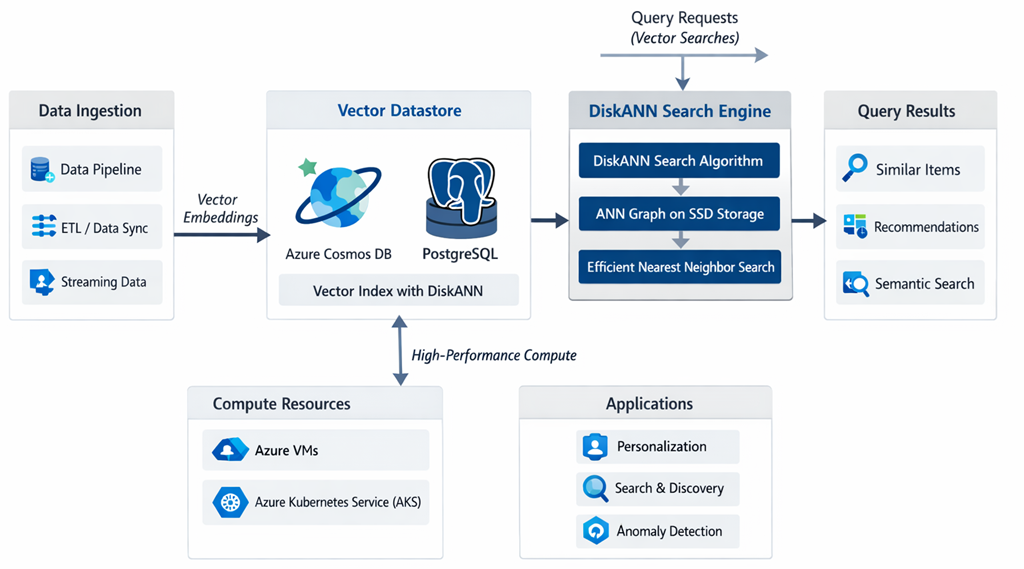 Query Requests
(Vector Searches)
Data Ingestion
Data Pipeline
ETL / Data Sync
Streaming Data
Vector
Embeddings
Vector Datastore
Azure Cosmos DB
PostgreSQL
Vector Index with DiskANN
DiskANN Search Engine
DiskANN Search Algorithm
ANN Graph on SSD Storage
Efficient Nearest Neighbor Search
Query Results
Similar Items
Recommendations
Semantic Search
High-Performance Compute
Compute Resources
Azure VMs
Azure Kubernetes Service (AKS)
Applications
Personalization
Search & Discovery
Anomaly Detection